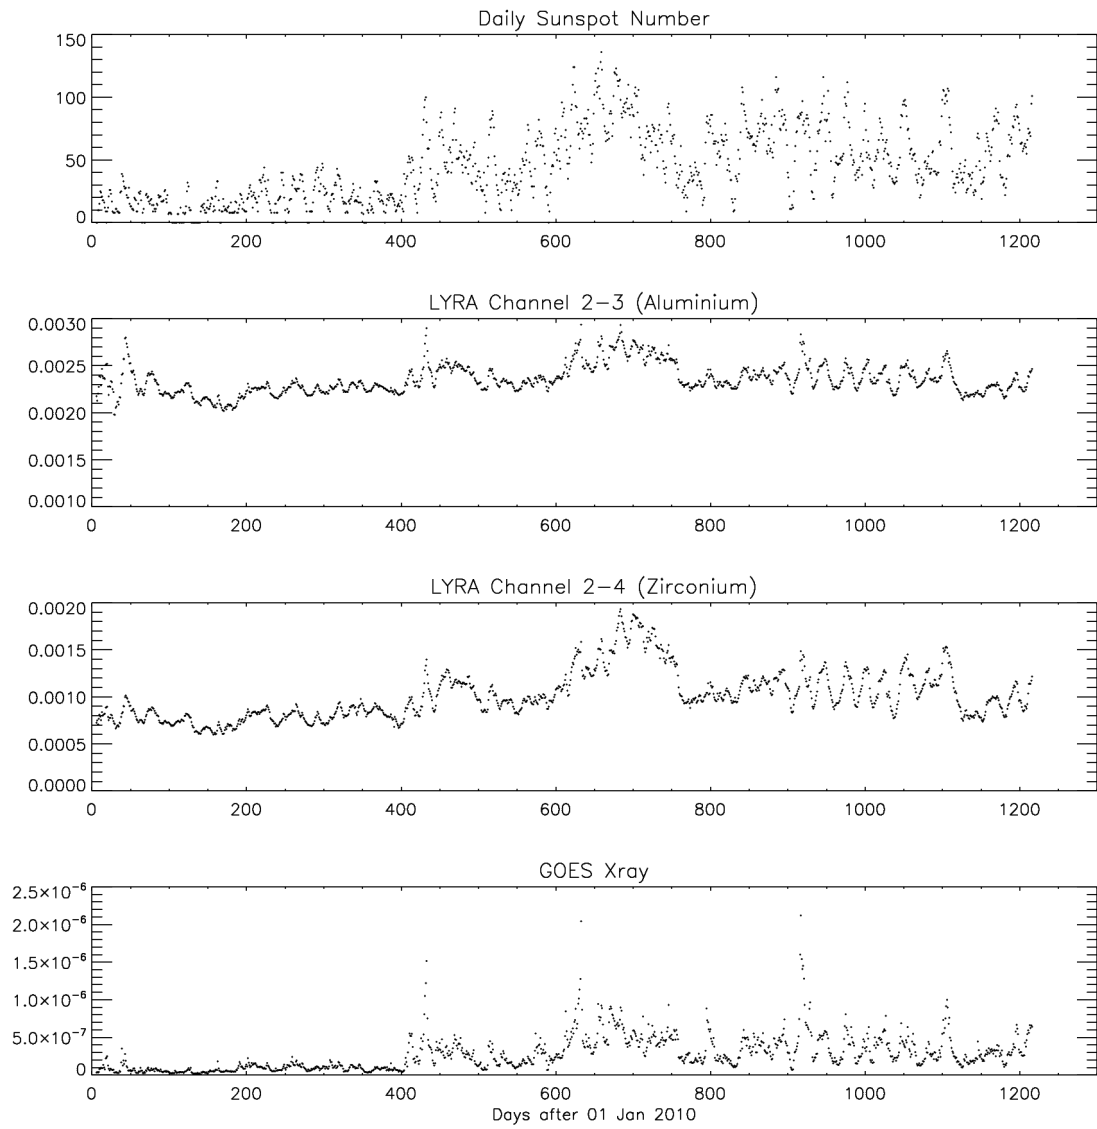 Daily Sunspot Number
150
100
50
0
0 200 400 600 800 1000 1200
LYRA Channel 2−3 (Aluminium)
0.0030
0.0025
0.0020
0.0015
0.0010
0 200 400 600 800 1000 1200
LYRA Channel 2−4 (Zirconium)
0.0020
0.0015
0.0010
0.0005
0.0000
0 200 400 600 800 1000 1200
GOES Xray
2.5×10⁻⁶
2.0×10⁻⁶
1.5×10⁻⁶
1.0×10⁻⁶
5.0×10⁻⁷
0
0 200 400 600 800 1000 1200
Days after 01 Jan 2010